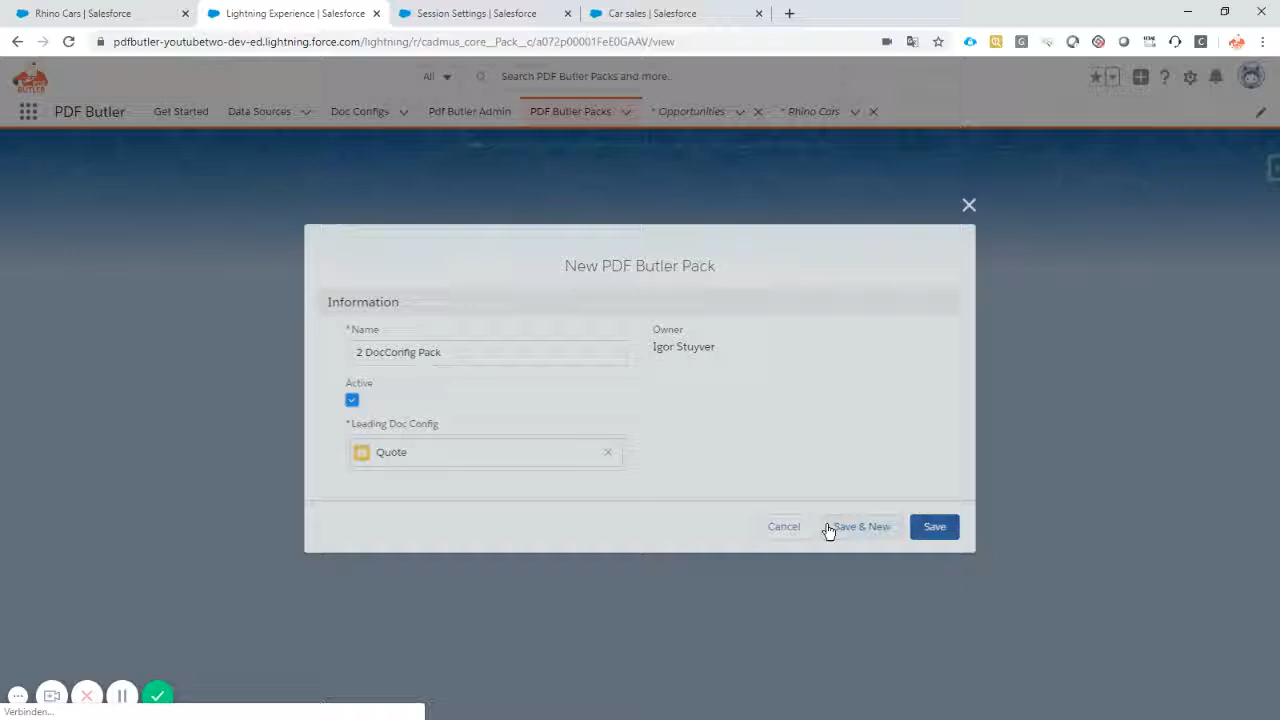 Rhino Cars | Salesforce
Lightning Experience | Salesforce
Session Settings | Salesforce
Car sales | Salesforce
pdfbutler-youtubetwo-dev-ed.lightning.force.com/lightning/r/cadmus_core__Pack__c/a072p00001FeE0GAAV/view
BUTLER
All
Search PDF Butler Packs and more...
PDF Butler
Get Started
Data Sources
Doc Configs
Pdf Butler Admin
PDF Butler Packs
* Opportunities
* Rhino Cars
New PDF Butler Pack
Information
*Name
Owner
2 DocConfig Pack
Igor Stuyver
Active
*Leading Doc Config
Quote
Cancel
Save & New
Save
Verbinden...